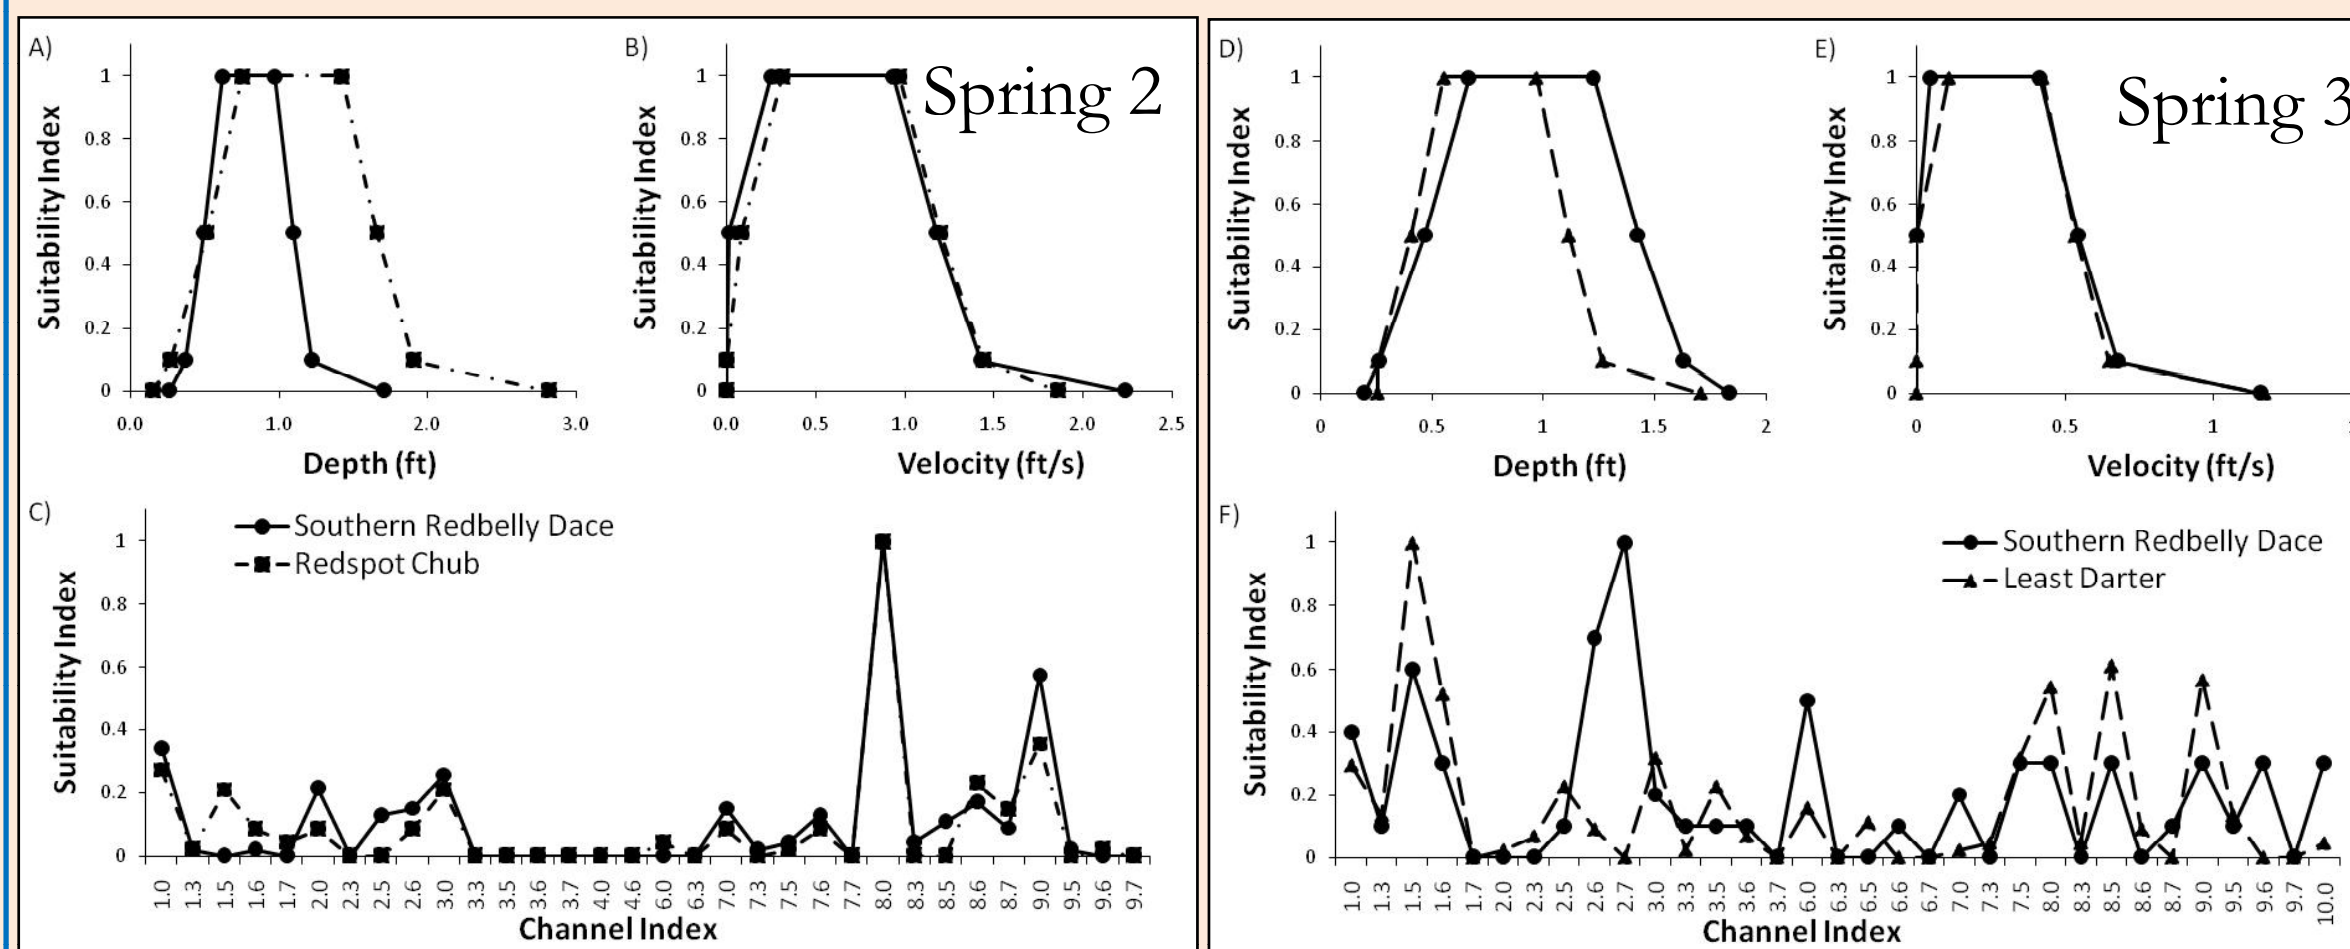 A)
Suitability Index
1
0.8
0.6
0.4
0.2
0
0.0 1.0 2.0 3.0
Depth (ft)
B)
Spring 2
Suitability Index
1
0.8
0.6
0.4
0.2
0
0.0 0.5 1.0 1.5 2.0 2.5
Velocity (ft/s)
C)
Southern Redbelly Dace
Redspot Chub
Suitability Index
1
0.8
0.6
0.4
0.2
0
1.0 1.3 1.5 1.6 1.7 2.0 2.3 2.5 2.6 3.0 3.3 3.5 3.6 3.7 4.0 4.6 6.0 6.3 7.0 7.3 7.5 7.6 7.7 8.0 8.3 8.5 8.6 8.7 9.0 9.5 9.6 9.7
Channel Index
D)
Suitability Index
1
0.8
0.6
0.4
0.2
0
0 0.5 1 1.5 2
Depth (ft)
E)
Spring 3
Suitability Index
1
0.8
0.6
0.4
0.2
0
0 0.5 1
Velocity (ft/s)
F)
Southern Redbelly Dace
Least Darter
Suitability Index
1
0.8
0.6
0.4
0.2
0
1.0 1.3 1.5 1.6 1.7 2.0 2.3 2.5 2.6 2.7 3.0 3.3 3.5 3.6 3.7 6.0 6.3 6.5 6.6 6.7 7.0 7.3 7.5 8.0 8.3 8.5 8.6 8.7 9.0 9.5 9.6 9.7 10.0
Channel Index